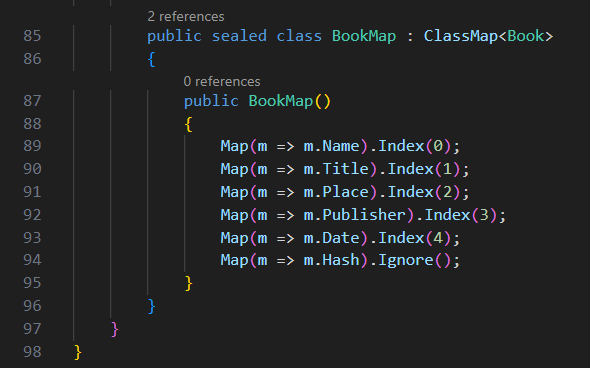 2 references
85 public sealed class BookMap : ClassMap<Book>
86 {
0 references
87 public BookMap()
88 {
89 Map(m => m.Name).Index(0);
90 Map(m => m.Title).Index(1);
91 Map(m => m.Place).Index(2);
92 Map(m => m.Publisher).Index(3);
93 Map(m => m.Date).Index(4);
94 Map(m => m.Hash).Ignore();
95 }
96 }
97 }
98 }